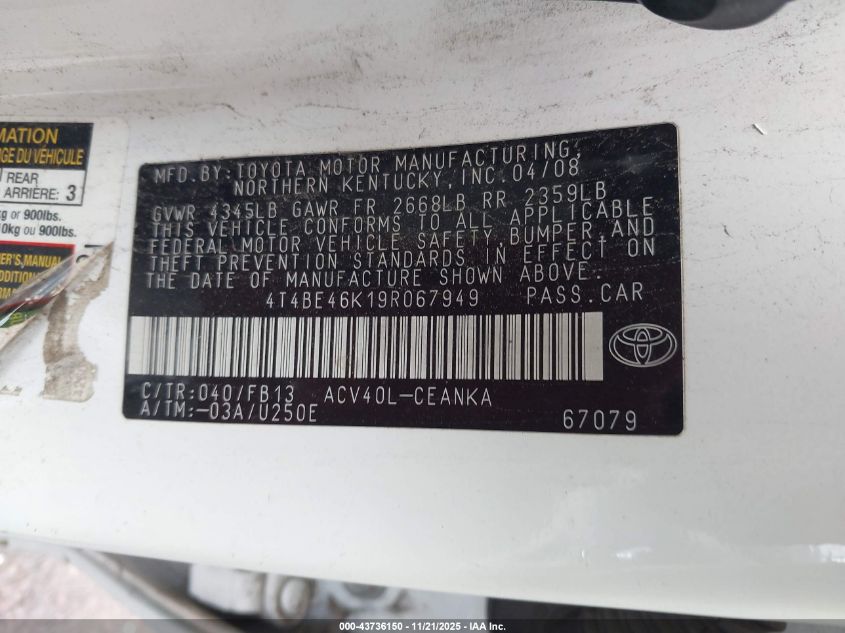 MATION
GE DU VÉHICULE
REAR
ARRIÈRE: 3
kg or 900lbs.
0kg ou 900lbs.
ER'S MANUAL
ADDITION
MFD. BY: TOYOTA MOTOR MANUFACTURING,
NORTHERN KENTUCKY, INC. 04/08
GVWR 4345LB GAWR FR 2668LB RR 2359LB
THIS VEHICLE CONFORMS TO ALL APPLICABLE
FEDERAL MOTOR VEHICLE SAFETY, BUMPER, AND
THEFT PREVENTION STANDARDS IN EFFECT ON
THE DATE OF MANUFACTURE SHOWN ABOVE.
4T4BE46K19R067949 PASS.CAR
C/TR: 040/FB13 ACV40L-CEANKA
A/TM: -03A/U250E 67079
000-43736150 - 11/21/2025 - IAA Inc.